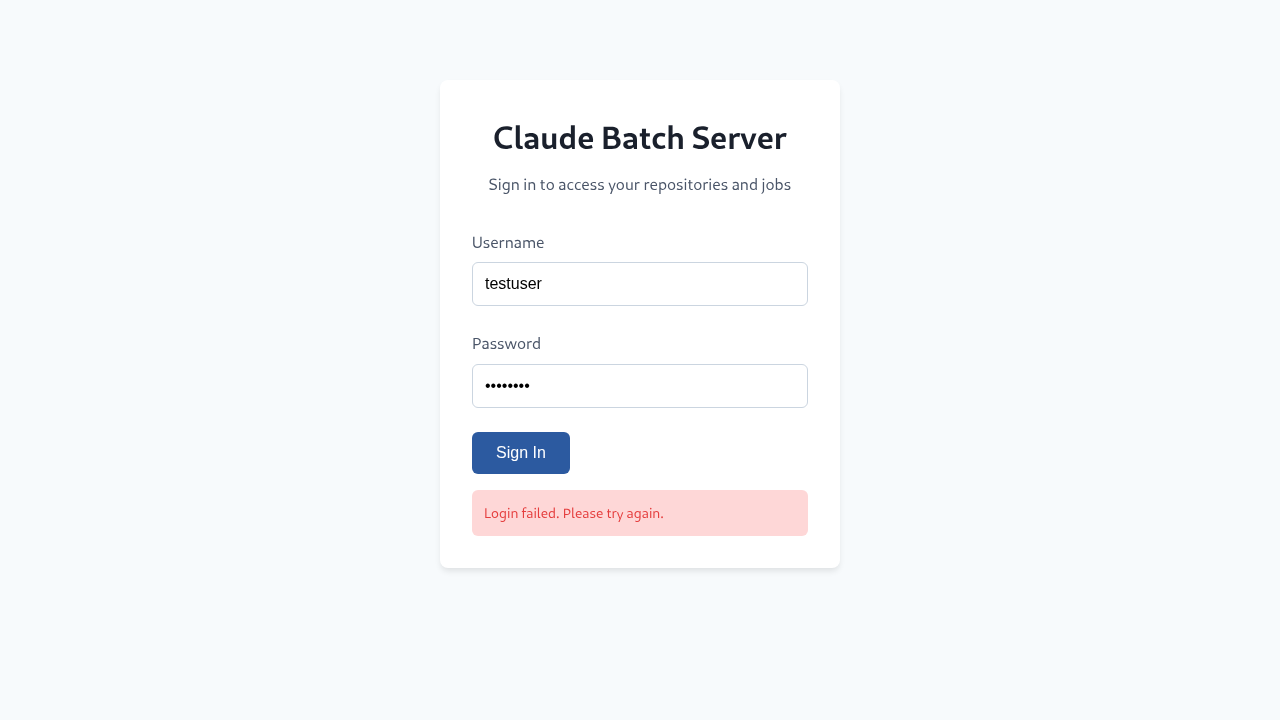 Claude Batch Server
Sign in to access your repositories and jobs
Username
testuser
Password
••••••••
Sign In
Login failed. Please try again.